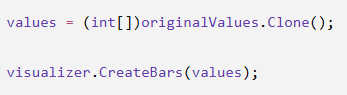 values = (int[])originalValues.Clone();
visualizer.CreateBars(values);